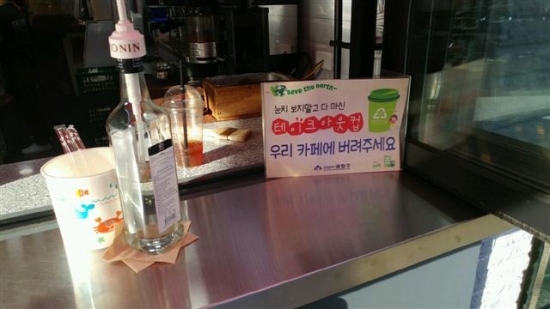 save the earth~
눈치 보지말고 다 마신
테이크아웃컵
우리 카페에 버려주세요
ONIN